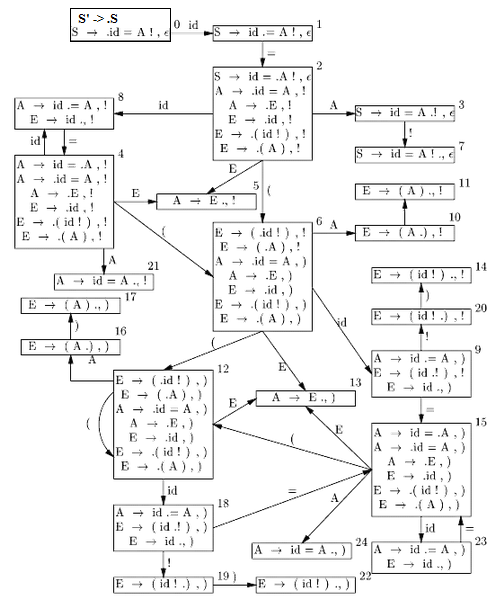 S' -> .S
S → .id = A ! , ϵ
0
id
S → id .= A ! , ϵ
1
=
2
S → id = .A ! , ϵ
A → .id = A , !
A → .E , !
E → .id , !
E → .( id ! ) , !
E → .( A ) , !
id
A
E
(
8
A → id .= A , !
E → id ., !
id
=
3
S → id = A .! , ϵ
!
7
S → id = A ! ., ϵ
4
A → id = .A , !
A → .id = A , !
A → .E , !
E → .id , !
E → .( id ! ) , !
E → .( A ) , !
E
(
A
5
A → E ., !
11
E → ( A ) ., !
)
10
E → ( A .) , !
6
E → ( .id ! ) , !
E → ( .A ) , !
A → .id = A , )
A → .E , )
E → .id , )
E → .( id ! ) , )
E → .( A ) , )
A
id
(
E
21
A → id = A ., !
17
E → ( A ) ., )
)
16
E → ( A .) , )
A
14
E → ( id ! ) ., !
)
20
E → ( id ! .) , !
!
9
A → id .= A , )
E → ( id .! ) , !
E → id ., )
=
12
E → ( .id ! ) , )
E → ( .A ) , )
A → .id = A , )
A → .E , )
E → .id , )
E → .( id ! ) , )
E → .( A ) , )
(
E
id
13
A → E ., )
15
A → id = .A , )
A → .id = A , )
A → .E , )
E → .id , )
E → .( id ! ) , )
E → .( A ) , )
E
(
A
id
=
18
A → id .= A , )
E → ( id .! ) , )
E → id ., )
=
!
24
A → id = A ., )
23
A → id .= A , )
E → id ., )
19
E → ( id ! .) , )
)
22
E → ( id ! ) ., )